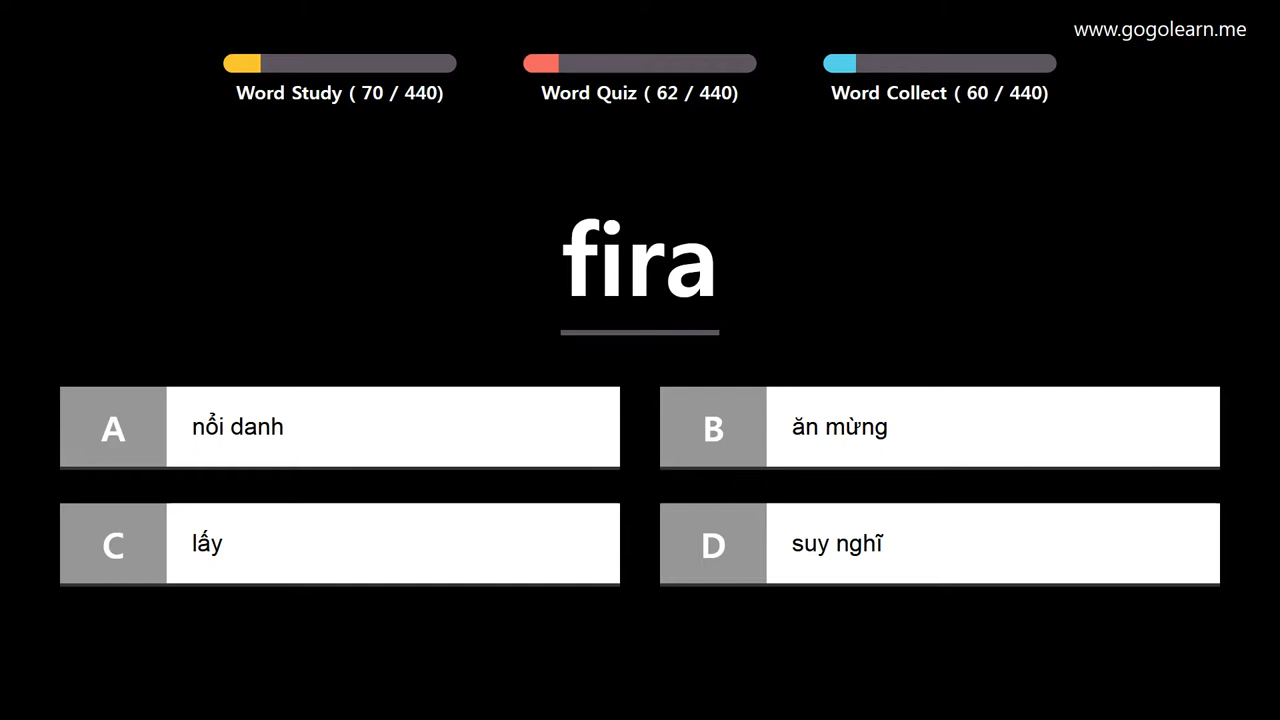 www.gogolearn.me
Word Study ( 70 / 440)
Word Quiz ( 62 / 440)
Word Collect ( 60 / 440)
fira
A
nổi danh
B
ăn mừng
C
lấy
D
suy nghĩ